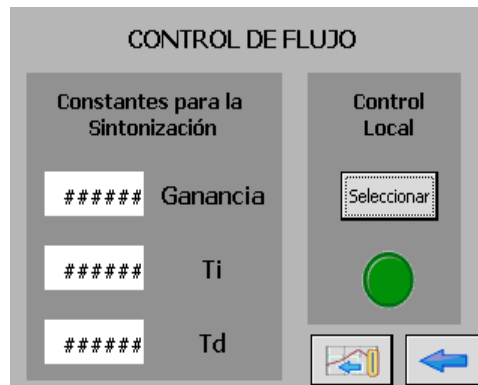 CONTROL DE FLUJO
Constantes para la
Sintonización
###### Ganancia
###### Ti
###### Td
Control
Local
Seleccionar